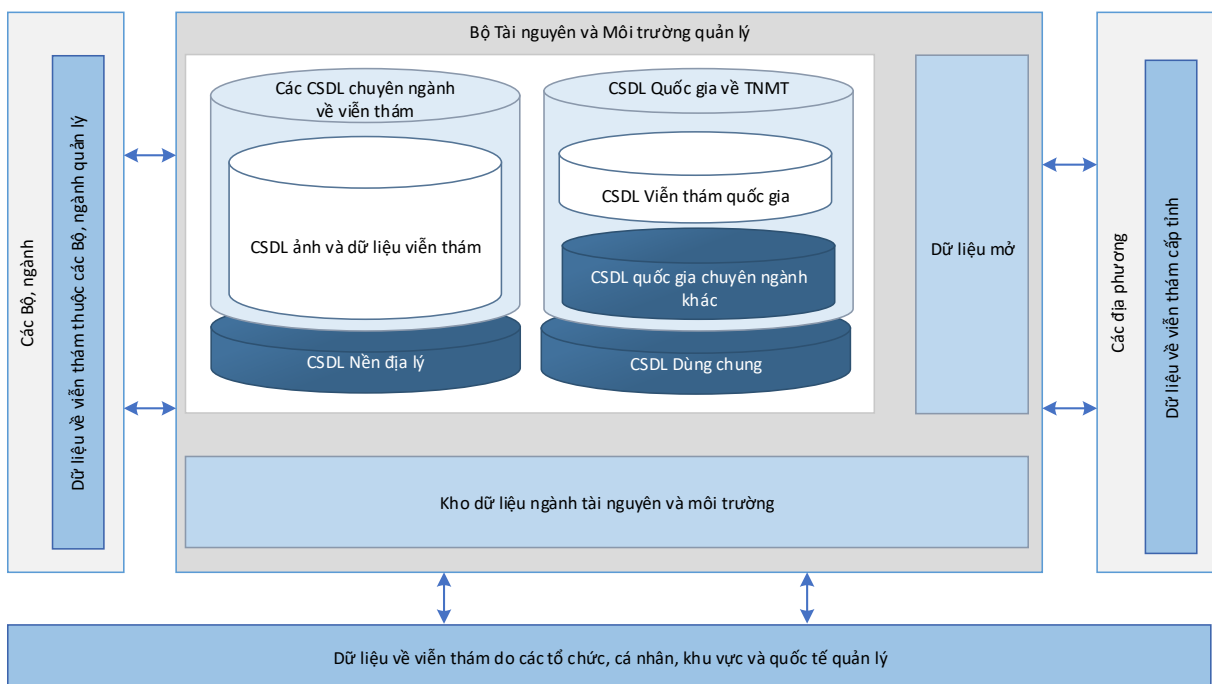 Các Bộ, ngành
Dữ liệu về viễn thám thuộc các Bộ, ngành quản lý
Bộ Tài nguyên và Môi trường quản lý
Các CSDL chuyên ngành
về viễn thám
CSDL ảnh và dữ liệu viễn thám
CSDL Nền địa lý
CSDL Quốc gia về TNMT
CSDL Viễn thám quốc gia
CSDL quốc gia chuyên ngành
khác
CSDL Dùng chung
Dữ liệu mở
Kho dữ liệu ngành tài nguyên và môi trường
Các địa phương
Dữ liệu về viễn thám cấp tỉnh
Dữ liệu về viễn thám do các tổ chức, cá nhân, khu vực và quốc tế quản lý